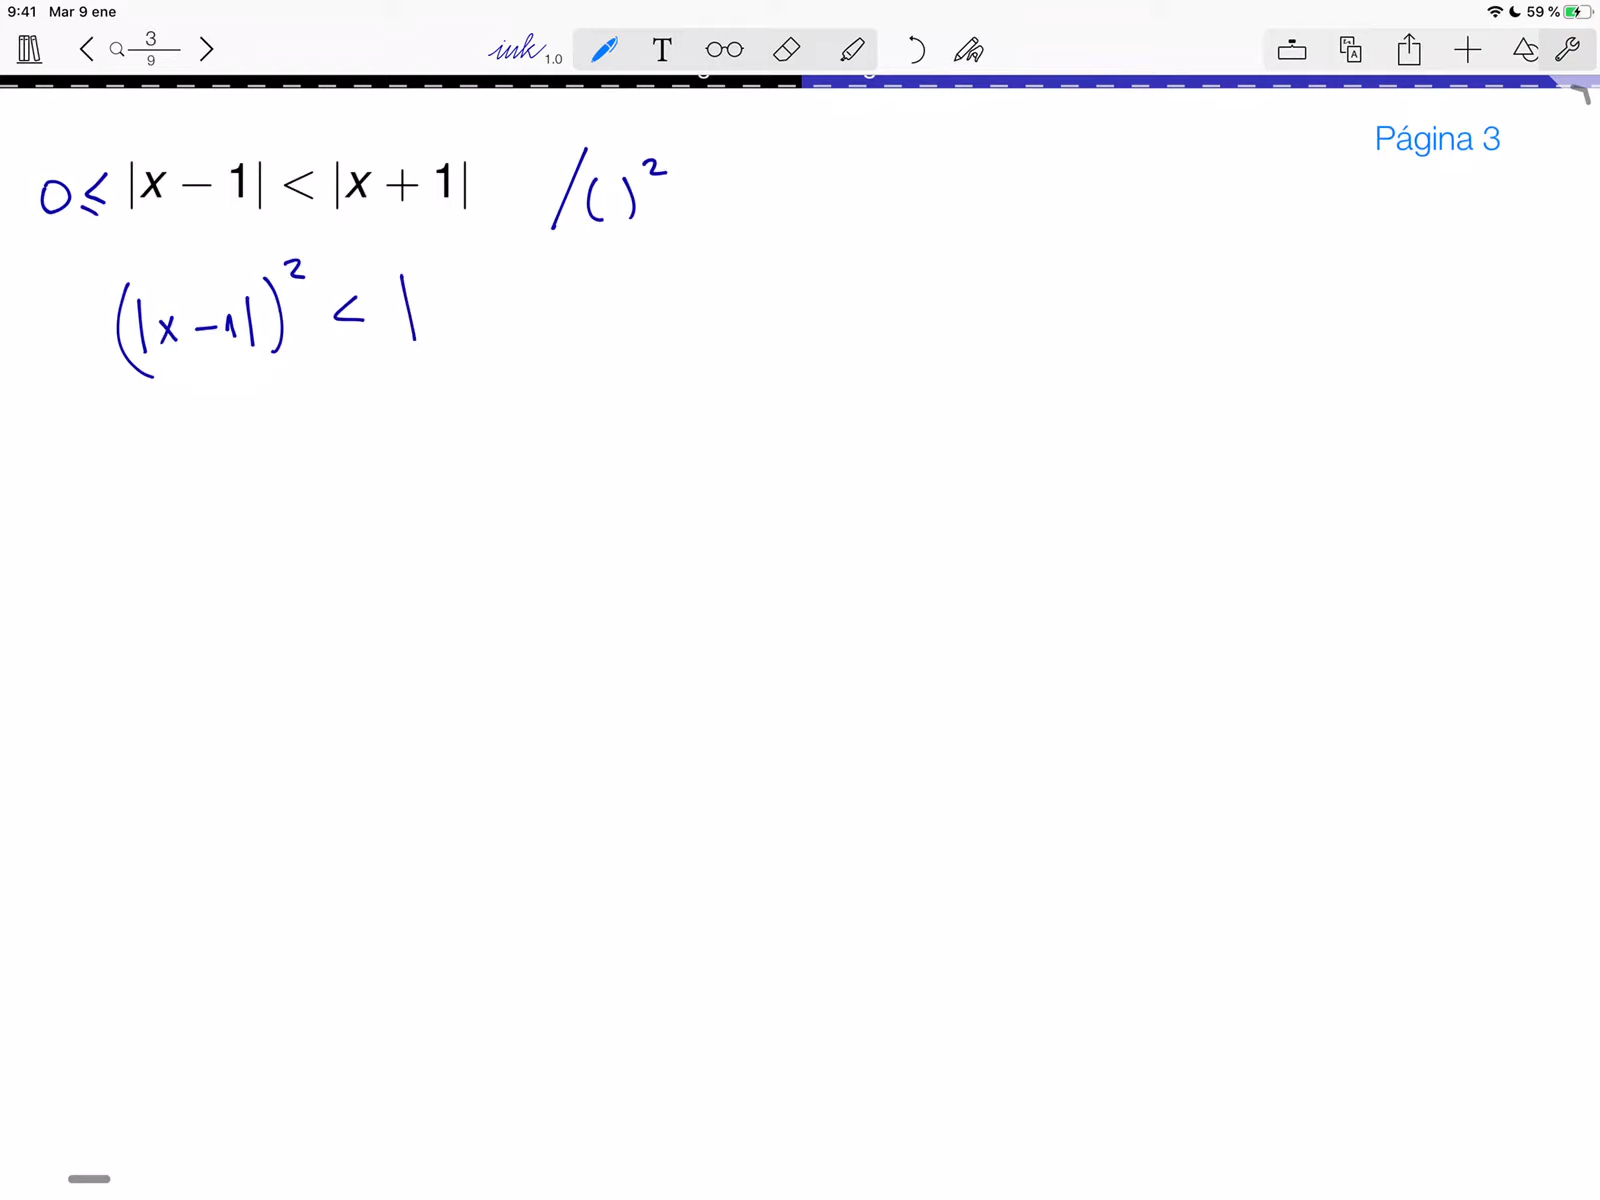 9:41 Mar 9 ene 59 %
3
9
ink 1.0 T A
Página 3
0 ≤ |x − 1| < |x + 1| /( )²
(|x − 1|)² < |